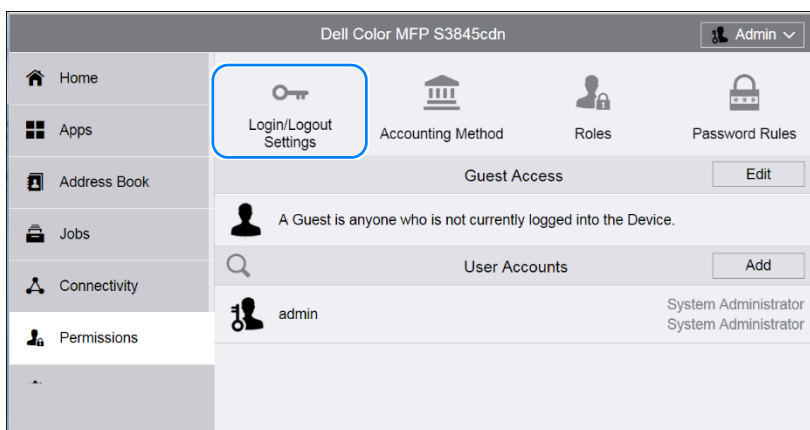 Dell Color MFP S3845cdn
Admin
Home
Apps
Address Book
Jobs
Connectivity
Permissions
Login/Logout
Settings
Accounting Method
Roles
Password Rules
Guest Access
Edit
A Guest is anyone who is not currently logged into the Device.
User Accounts
Add
admin
System Administrator
System Administrator